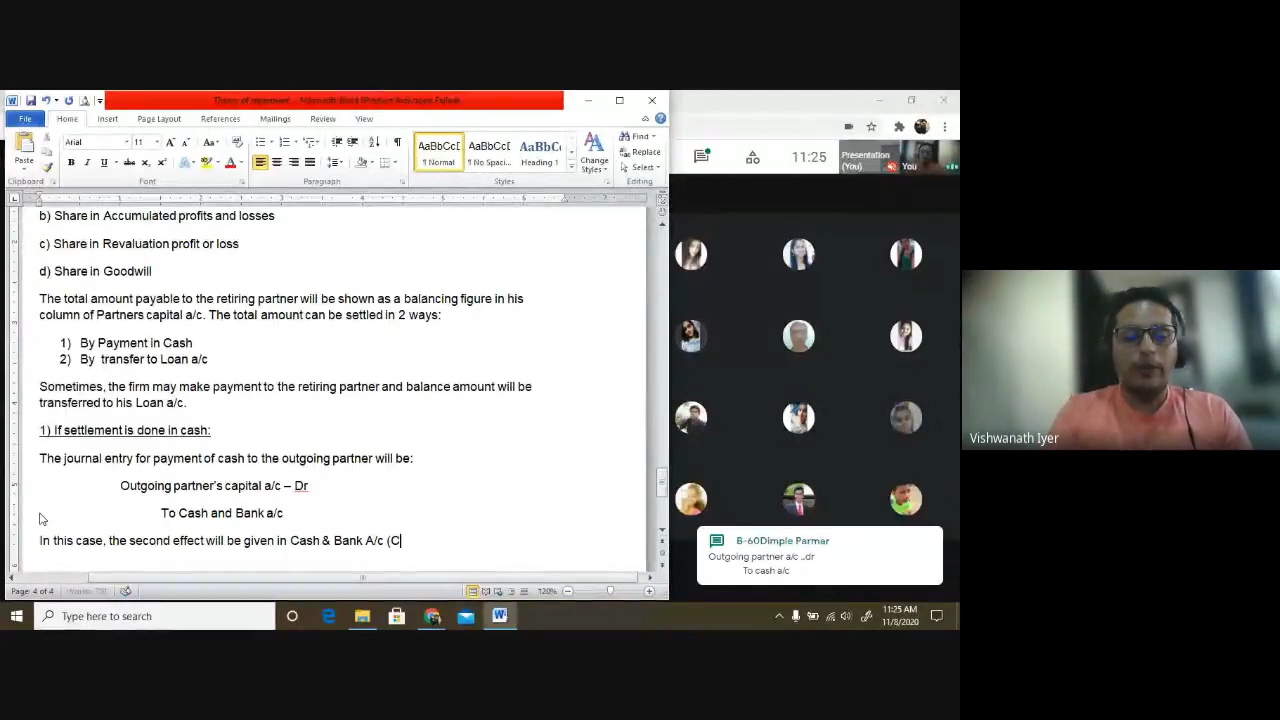 File Home Insert Page Layout References Mailings Review View
Arial 11 AaBbCcI AaBbCcI AaBbC Find
Replace
Paste ¶ Normal ¶ No Spaci... Heading 1 Change Styles Select
Clipboard Font Paragraph Styles Editing
b) Share in Accumulated profits and losses
c) Share in Revaluation profit or loss
d) Share in Goodwill
The total amount payable to the retiring partner will be shown as a balancing figure in his
column of Partners capital a/c. The total amount can be settled in 2 ways:
1) By Payment in Cash
2) By transfer to Loan a/c
Sometimes, the firm may make payment to the retiring partner and balance amount will be
transferred to his Loan a/c.
1) If settlement is done in cash:
The journal entry for payment of cash to the outgoing partner will be:
Outgoing partner's capital a/c – Dr
To Cash and Bank a/c
In this case, the second effect will be given in Cash & Bank A/c (C
Page: 4 of 4 120%
11:25
Presentation
(You) You
B-60Dimple Parmar
Outgoing partner a/c ..dr
To cash a/c
Vishwanath Iyer
Type here to search
11:25 AM
11/8/2020